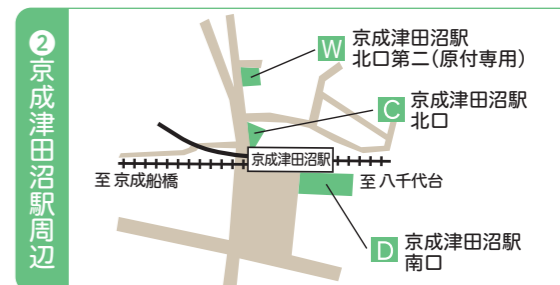 ❷京成津田沼駅周辺
W 京成津田沼駅
北口第二(原付専用)
C 京成津田沼駅
北口
京成津田沼駅
至 京成船橋
至 八千代台
D 京成津田沼駅
南口